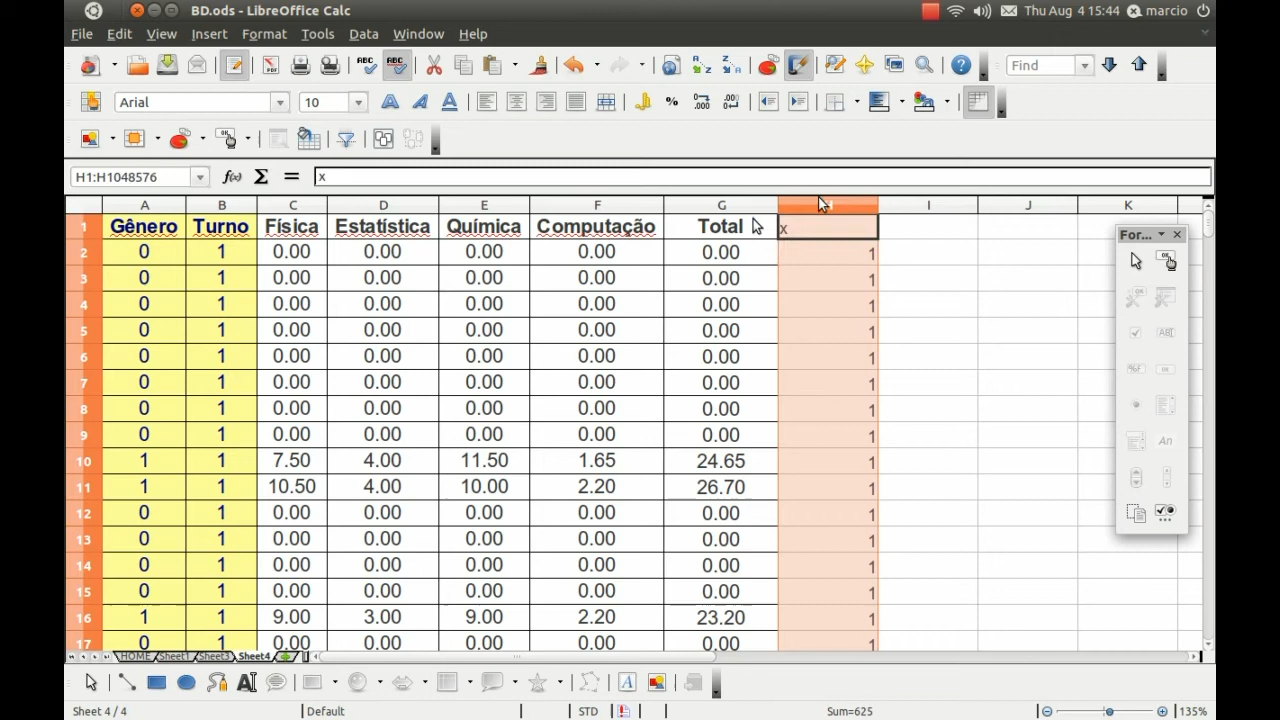 BD.ods - LibreOffice Calc
Thu Aug 4 15:44 marcio
File Edit View Insert Format Tools Data Window Help
Find
Arial 10
H1:H1048576 x
A B C D E F G H I J K
1 Gênero Turno Física Estatística Química Computação Total x
2 0 1 0.00 0.00 0.00 0.00 0.00 1
3 0 1 0.00 0.00 0.00 0.00 0.00 1
4 0 1 0.00 0.00 0.00 0.00 0.00 1
5 0 1 0.00 0.00 0.00 0.00 0.00 1
6 0 1 0.00 0.00 0.00 0.00 0.00 1
7 0 1 0.00 0.00 0.00 0.00 0.00 1
8 0 1 0.00 0.00 0.00 0.00 0.00 1
9 0 1 0.00 0.00 0.00 0.00 0.00 1
10 1 1 7.50 4.00 11.50 1.65 24.65 1
11 1 1 10.50 4.00 10.00 2.20 26.70 1
12 0 1 0.00 0.00 0.00 0.00 0.00 1
13 0 1 0.00 0.00 0.00 0.00 0.00 1
14 0 1 0.00 0.00 0.00 0.00 0.00 1
15 0 1 0.00 0.00 0.00 0.00 0.00 1
16 1 1 9.00 3.00 9.00 2.20 23.20 1
17 0 1 0.00 0.00 0.00 0.00 0.00 1
For...
HOME Sheet1 Sheet3 Sheet4
Sheet 4 / 4 Default STD Sum=625 135%